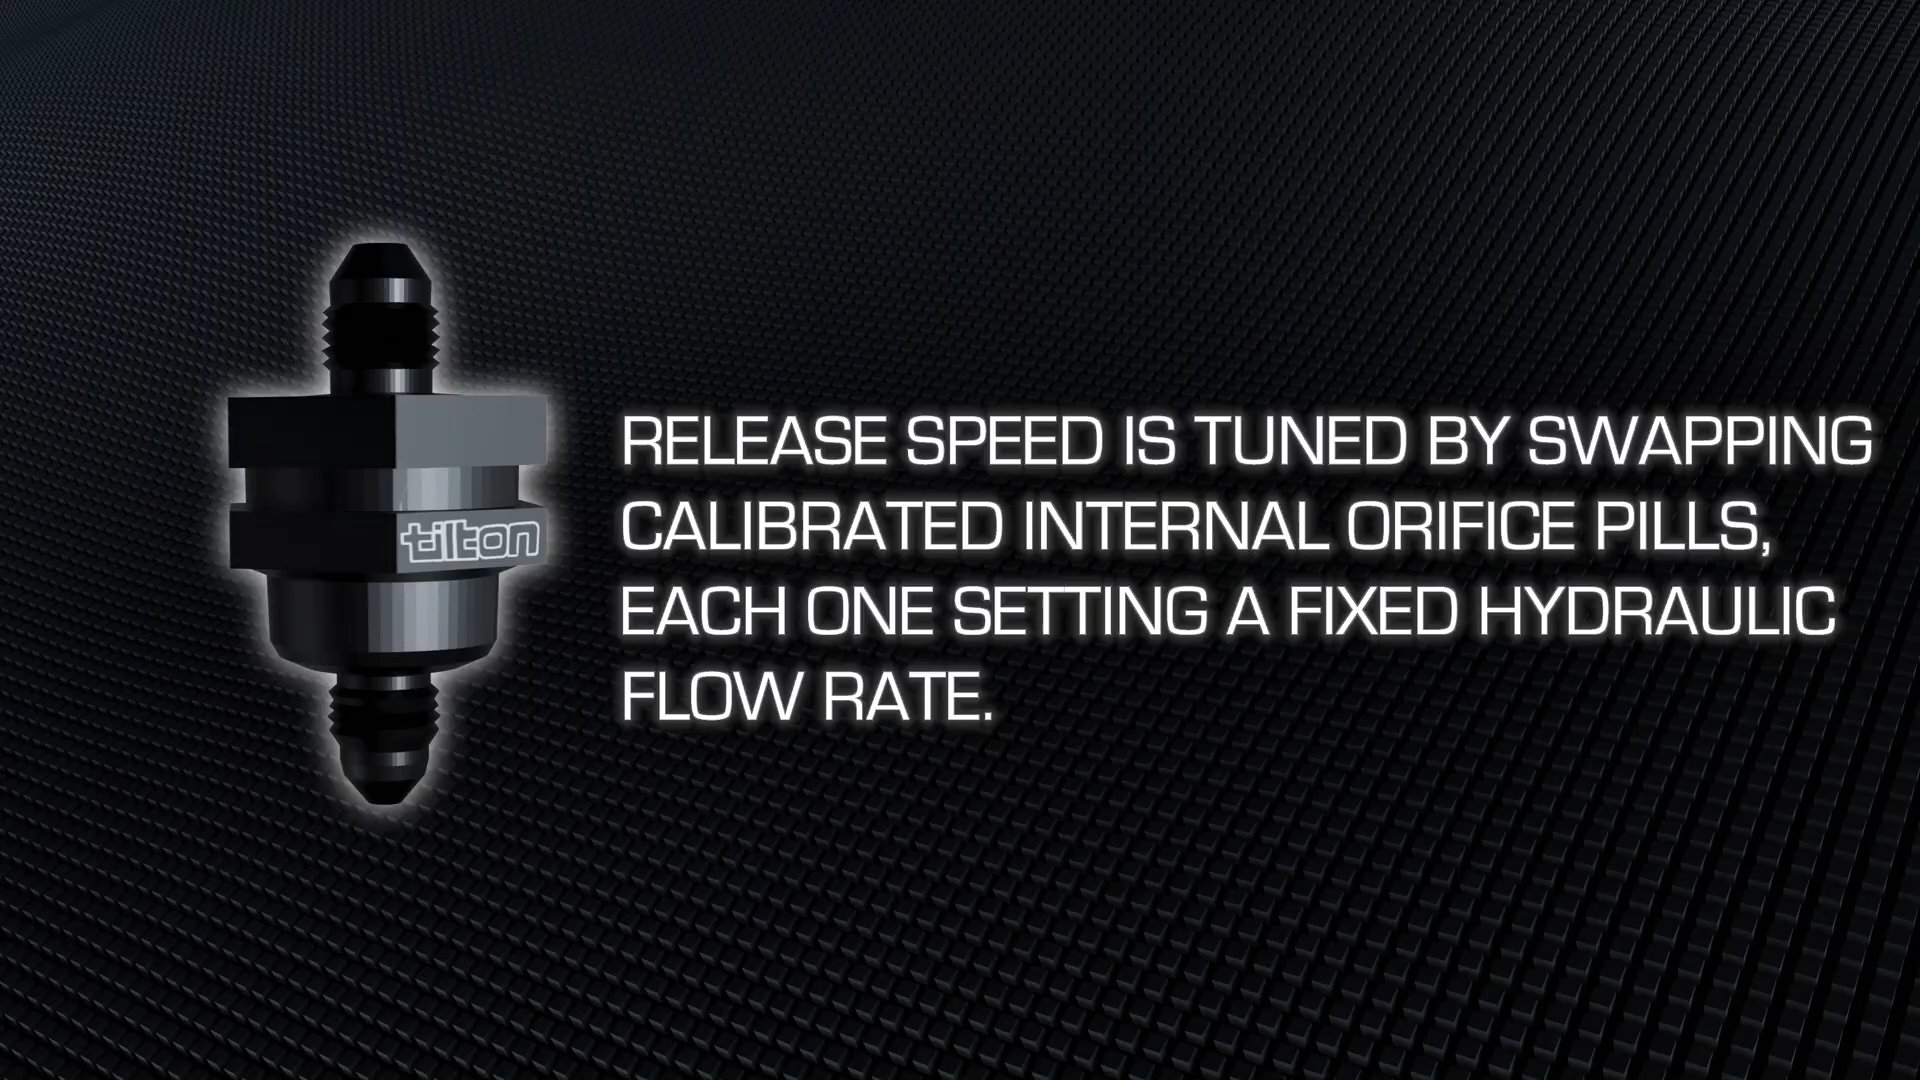 tilton
RELEASE SPEED IS TUNED BY SWAPPING
CALIBRATED INTERNAL ORIFICE PILLS,
EACH ONE SETTING A FIXED HYDRAULIC
FLOW RATE.